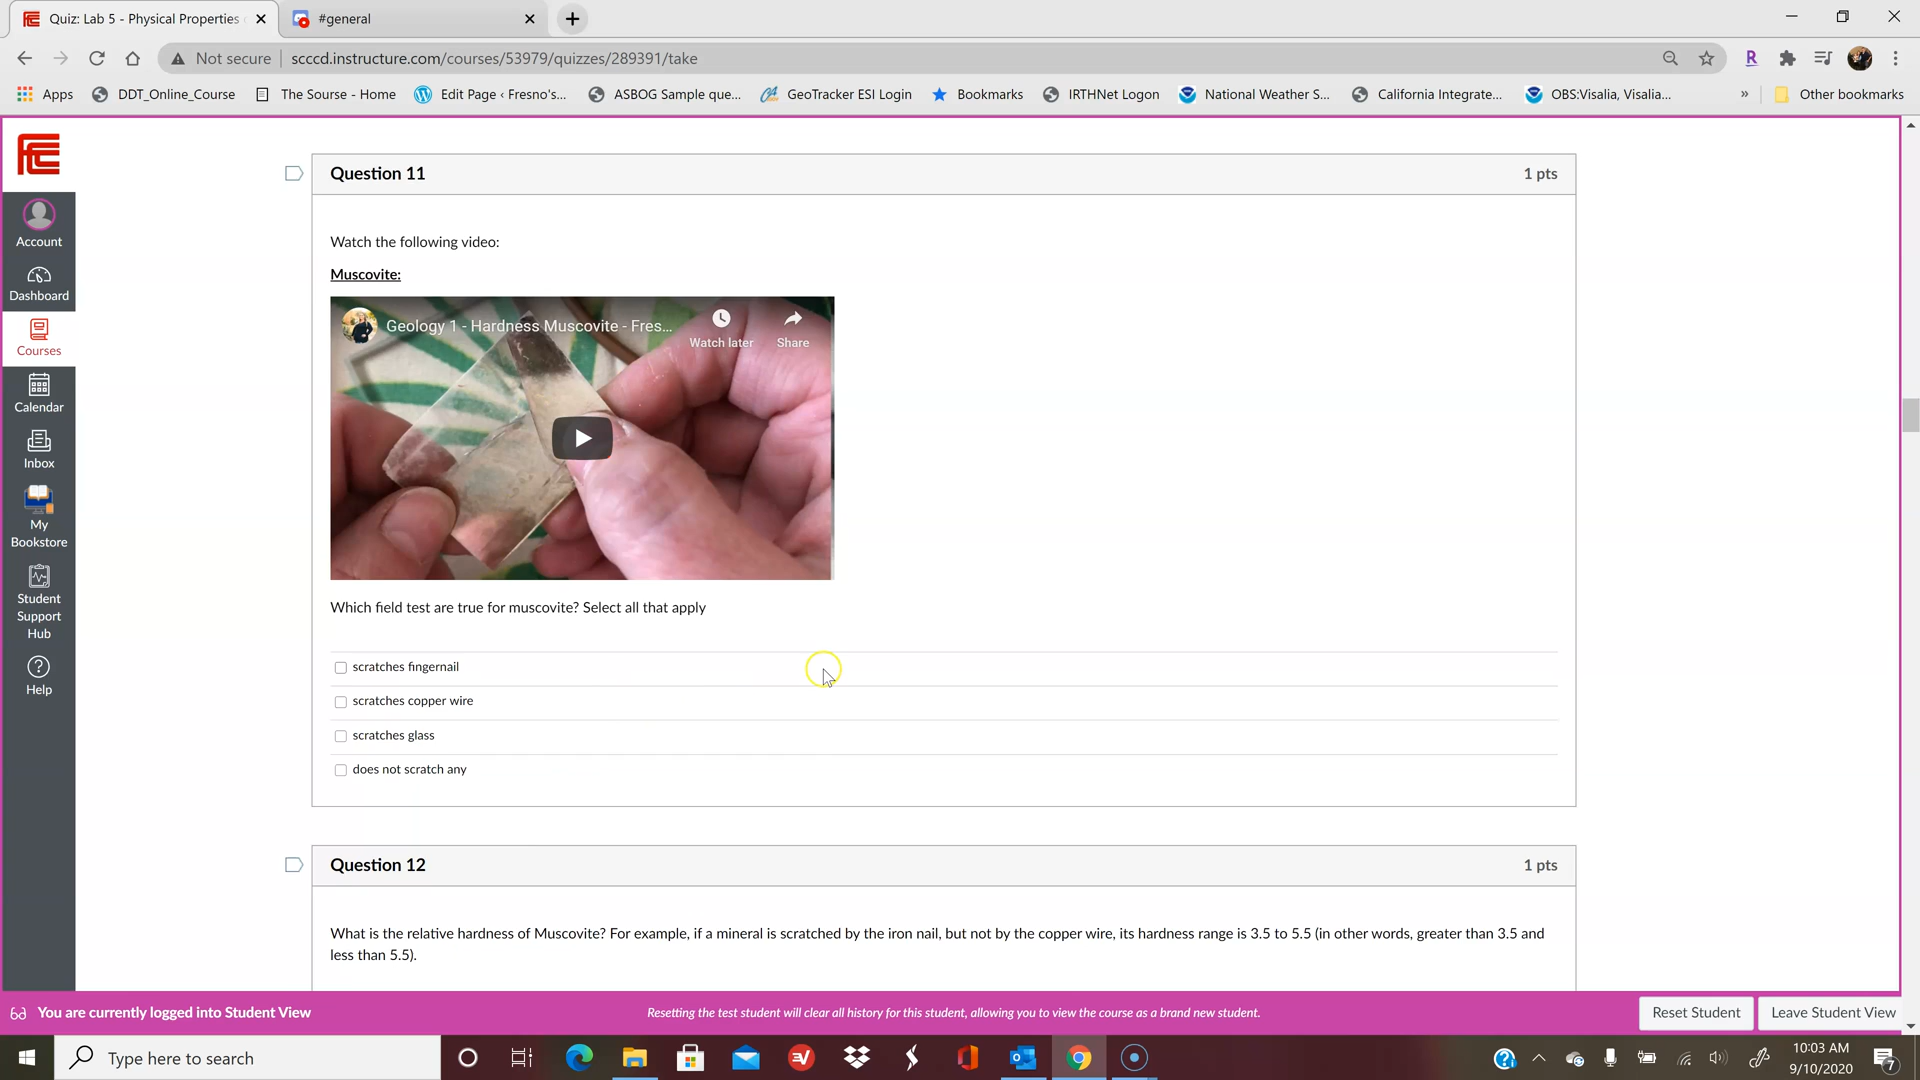 Quiz: Lab 5 - Physical Properties
#general
Not secure
scccd.instructure.com/courses/53979/quizzes/289391/take
R
Apps
DDT_Online_Course
The Sourse - Home
Edit Page ‹ Fresno's...
ASBOG Sample que...
GeoTracker ESI Login
Bookmarks
IRTHNet Logon
National Weather S...
California Integrate...
OBS:Visalia, Visalia...
»
Other bookmarks
FCC
Account
Dashboard
Courses
Calendar
Inbox
My
Bookstore
Student
Support
Hub
Help
Question 11
1 pts
Watch the following video:
Muscovite:
Geology 1 - Hardness Muscovite - Fres...
Watch later
Share
Which field test are true for muscovite? Select all that apply
scratches fingernail
scratches copper wire
scratches glass
does not scratch any
Question 12
1 pts
What is the relative hardness of Muscovite? For example, if a mineral is scratched by the iron nail, but not by the copper wire, its hardness range is 3.5 to 5.5 (in other words, greater than 3.5 and
less than 5.5).
You are currently logged into Student View
Resetting the test student will clear all history for this student, allowing you to view the course as a brand new student.
Reset Student
Leave Student View
Type here to search
10:03 AM
9/10/2020
7